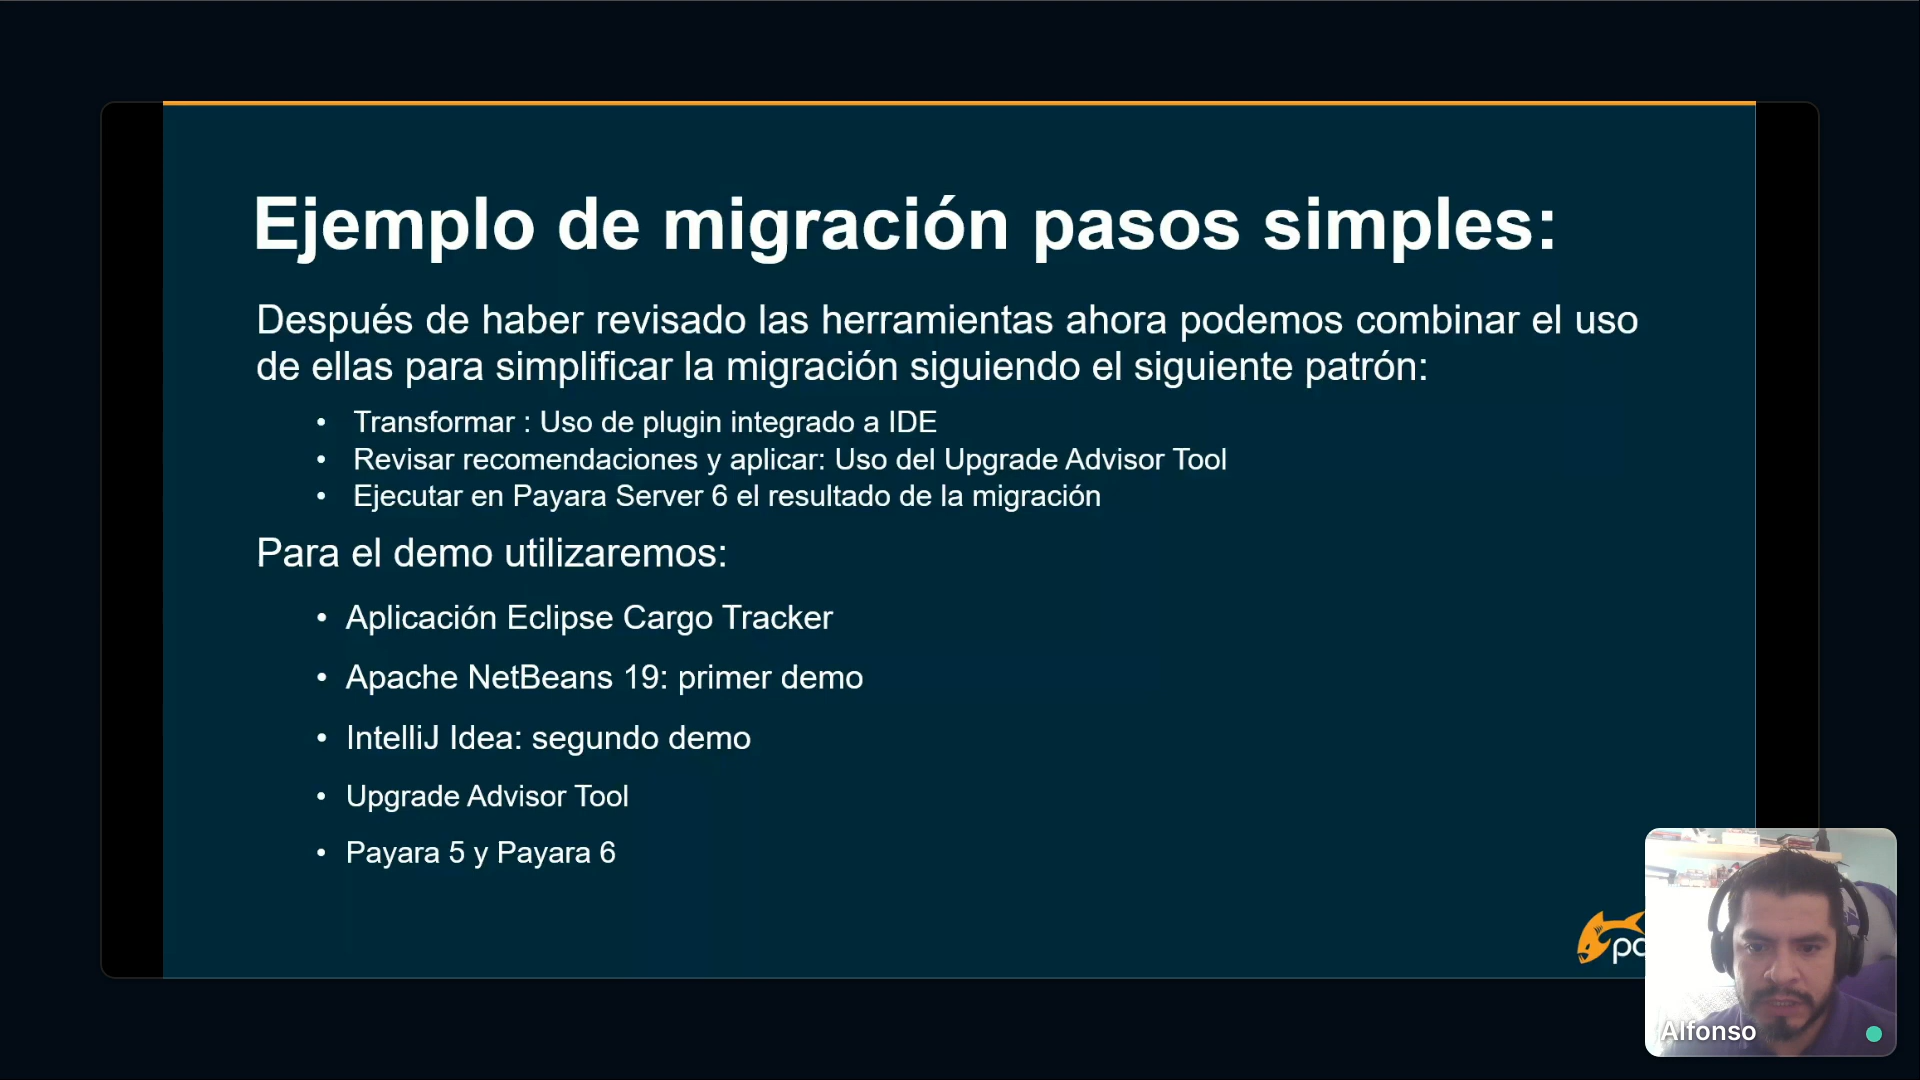 Ejemplo de migración pasos simples:
Después de haber revisado las herramientas ahora podemos combinar el uso
de ellas para simplificar la migración siguiendo el siguiente patrón:
• Transformar : Uso de plugin integrado a IDE
• Revisar recomendaciones y aplicar: Uso del Upgrade Advisor Tool
• Ejecutar en Payara Server 6 el resultado de la migración
Para el demo utilizaremos:
• Aplicación Eclipse Cargo Tracker
• Apache NetBeans 19: primer demo
• IntelliJ Idea: segundo demo
• Upgrade Advisor Tool
• Payara 5 y Payara 6
Alfonso